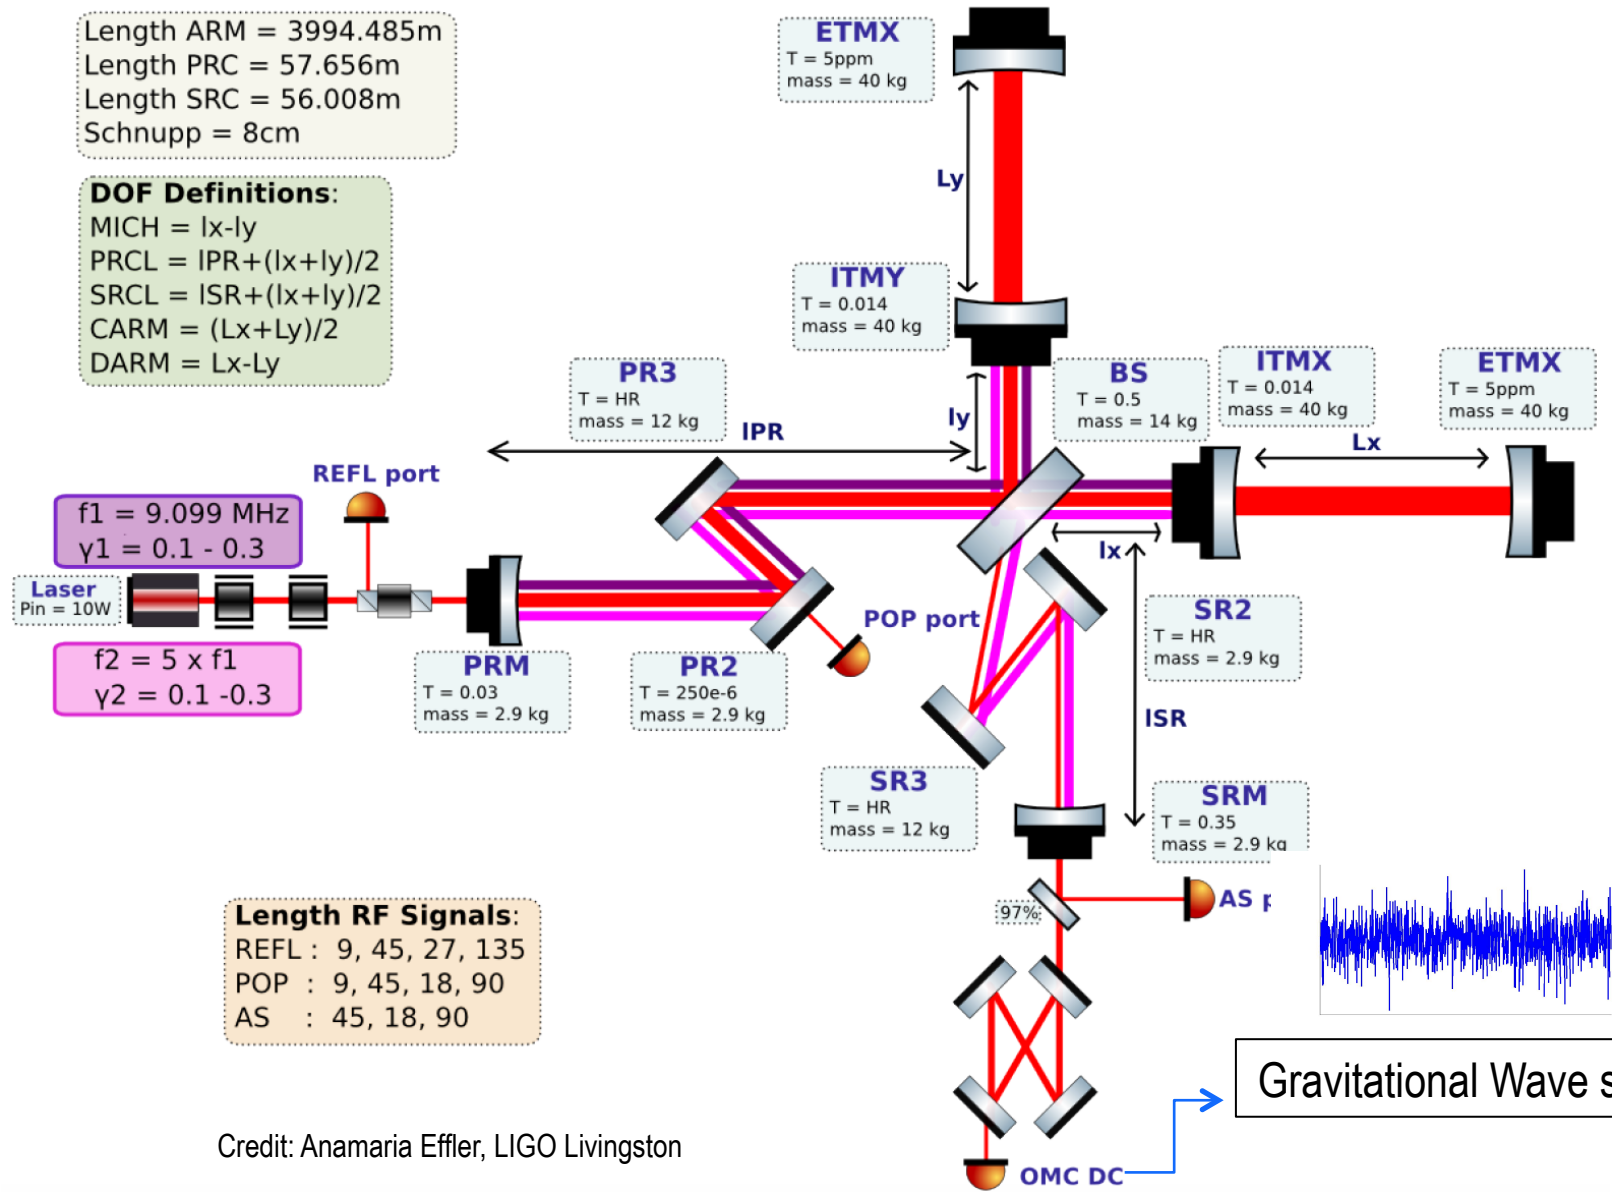 Length ARM = 3994.485m
Length PRC = 57.656m
Length SRC = 56.008m
Schnupp = 8cm
DOF Definitions:
MICH = lx-ly
PRCL = lPR+(lx+ly)/2
SRCL = lSR+(lx+ly)/2
CARM = (Lx+Ly)/2
DARM = Lx-Ly
ETMX
T = 5ppm
mass = 40 kg
Ly
ITMY
T = 0.014
mass = 40 kg
PR3
T = HR
mass = 12 kg
lPR
ly
BS
T = 0.5
mass = 14 kg
ITMX
T = 0.014
mass = 40 kg
Lx
ETMX
T = 5ppm
mass = 40 kg
REFL port
f1 = 9.099 MHz
γ1 = 0.1 - 0.3
Laser
Pin = 10W
f2 = 5 x f1
γ2 = 0.1 -0.3
PRM
T = 0.03
mass = 2.9 kg
PR2
T = 250e-6
mass = 2.9 kg
POP port
lx
SR2
T = HR
mass = 2.9 kg
lSR
SR3
T = HR
mass = 12 kg
SRM
T = 0.35
mass = 2.9 kg
97%
AS
Length RF Signals:
REFL : 9, 45, 27, 135
POP : 9, 45, 18, 90
AS : 45, 18, 90
Gravitational Wave
OMC DC
Credit: Anamaria Effler, LIGO Livingston